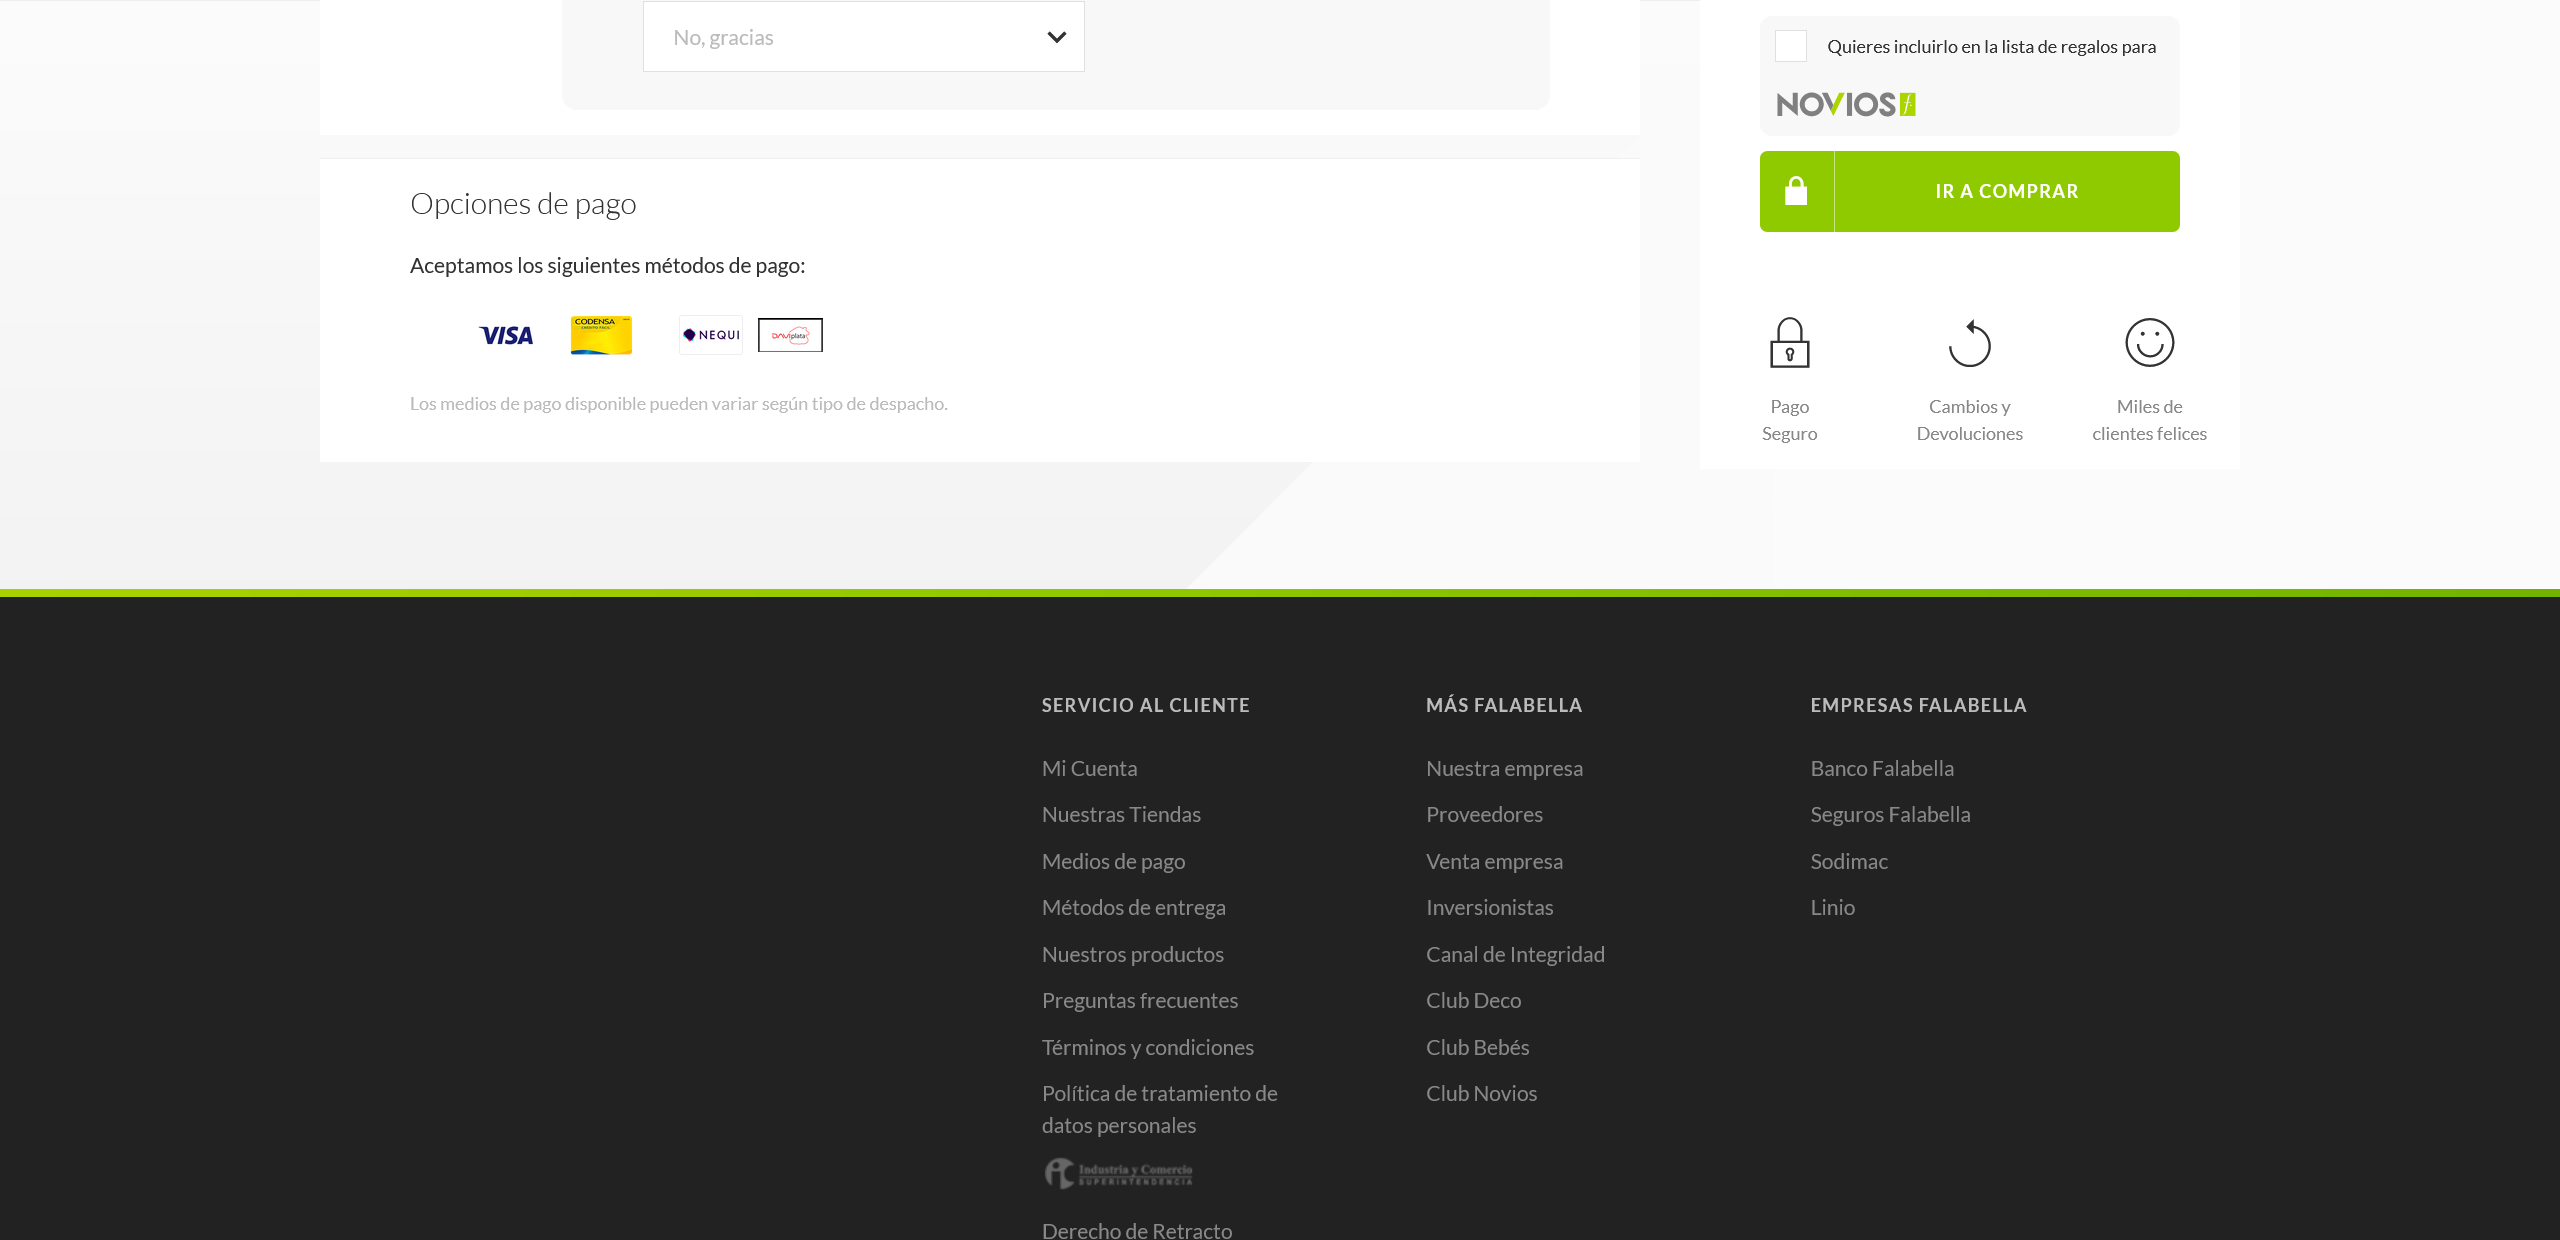 No, gracias
Opciones de pago
Aceptamos los siguientes métodos de pago:
VISA
CODENSA
NEQUI
DAViplata
Los medios de pago disponible pueden variar según tipo de despacho.
Quieres incluirlo en la lista de regalos para
NOVIOS f
IR A COMPRAR
Pago
Seguro
Cambios y
Devoluciones
Miles de
clientes felices
SERVICIO AL CLIENTE
Mi Cuenta
Nuestras Tiendas
Medios de pago
Métodos de entrega
Nuestros productos
Preguntas frecuentes
Términos y condiciones
Política de tratamiento de
datos personales
Industria y Comercio
SUPERINTENDENCIA
Derecho de Retracto
MÁS FALABELLA
Nuestra empresa
Proveedores
Venta empresa
Inversionistas
Canal de Integridad
Club Deco
Club Bebés
Club Novios
EMPRESAS FALABELLA
Banco Falabella
Seguros Falabella
Sodimac
Linio